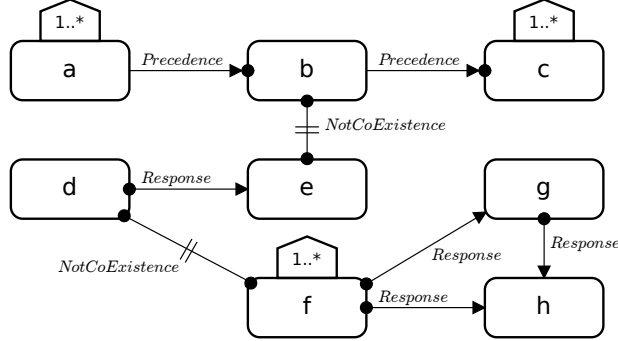 1..*
1..*
a
Precedence
b
Precedence
c
NotCoExistence
d
Response
e
g
NotCoExistence
1..*
Response
Response
f
Response
h